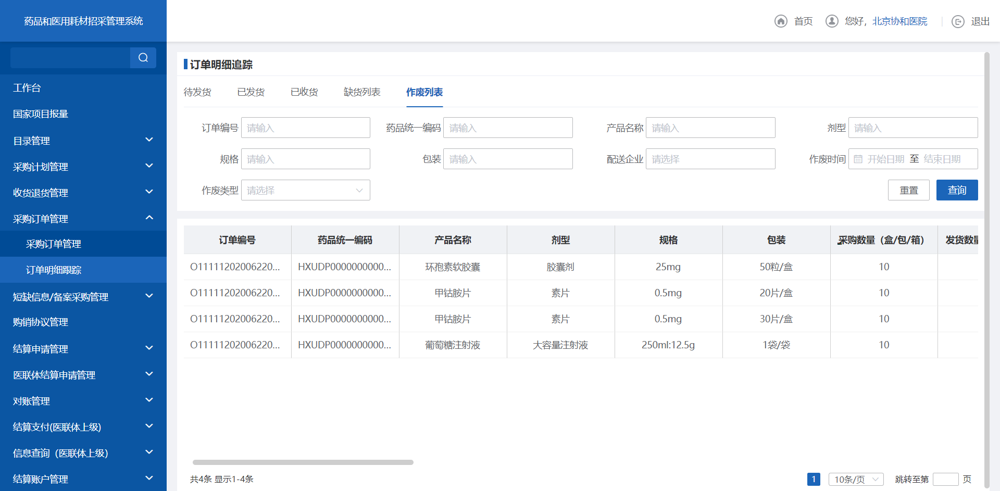 药品和医用耗材招采管理系统
首页 您好，北京协和医院 退出
工作台
国家项目报量
目录管理
采购计划管理
收货退货管理
采购订单管理
采购订单管理
订单明细跟踪
短缺信息/备案采购管理
购销协议管理
结算申请管理
医联体结算申请管理
对账管理
结算支付(医联体上级)
信息查询（医联体上级）
结算账户管理
订单明细追踪
待发货 已发货 已收货 缺货列表 作废列表
订单编号 请输入 药品统一编码 请输入 产品名称 请输入 剂型 请输入
规格 请输入 包装 请输入 配送企业 请选择 作废时间 开始日期 至 结束日期
作废类型 请选择 重置 查询
订单编号 药品统一编码 产品名称 剂型 规格 包装 采购数量（盒/包/箱） 发货数量
O11111202006220... HXUDP0000000000... 环孢素软胶囊 胶囊剂 25mg 50粒/盒 10
O11111202006220... HXUDP0000000000... 甲钴胺片 素片 0.5mg 20片/盒 10
O11111202006220... HXUDP0000000000... 甲钴胺片 素片 0.5mg 30片/盒 10
O11111202006220... HXUDP0000000000... 葡萄糖注射液 大容量注射液 250ml:12.5g 1袋/袋 10
共4条 显示1-4条 1 10条/页 跳转至第 页